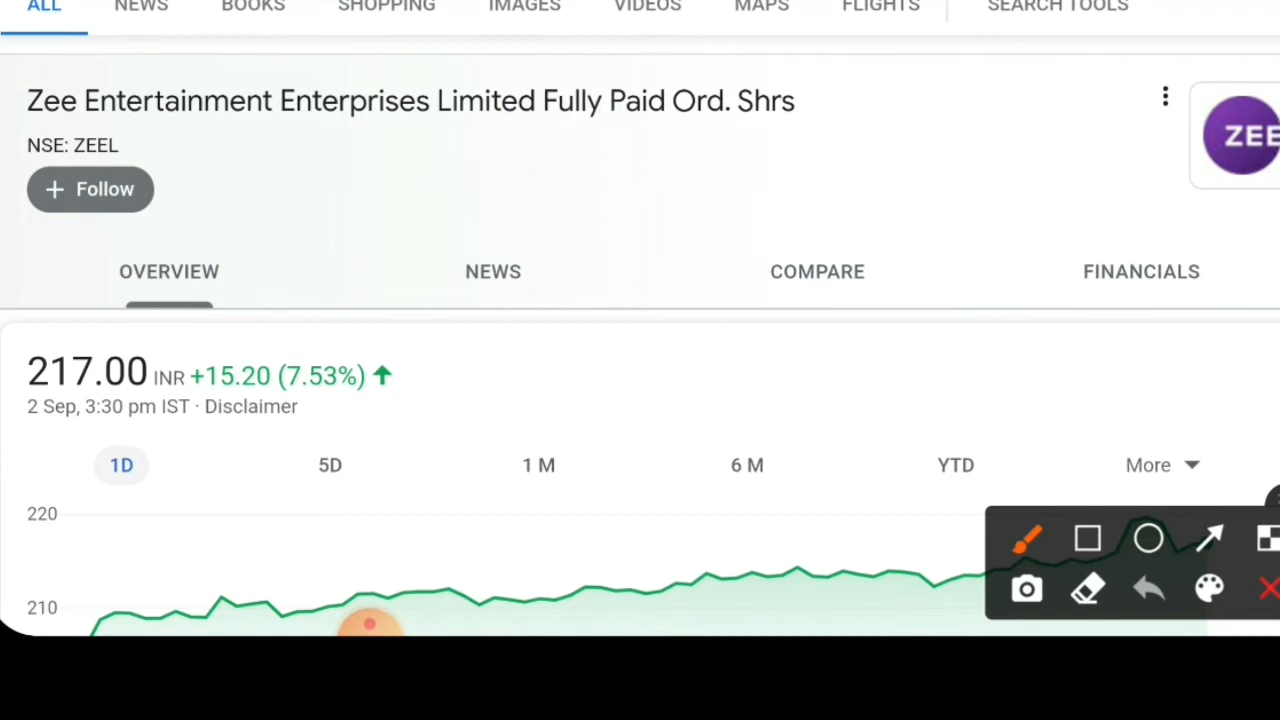 ALL NEWS BOOKS SHOPPING IMAGES VIDEOS MAPS FLIGHTS SEARCH TOOLS
Zee Entertainment Enterprises Limited Fully Paid Ord. Shrs
NSE: ZEEL
+ Follow
ZEE
OVERVIEW NEWS COMPARE FINANCIALS
217.00 INR +15.20 (7.53%)
2 Sep, 3:30 pm IST · Disclaimer
1D 5D 1 M 6 M YTD More
220
210